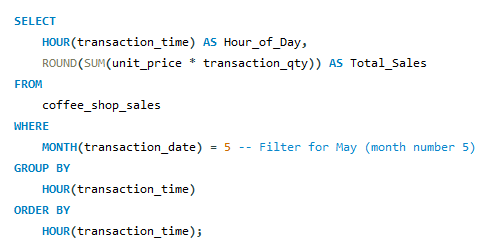 SELECT
    HOUR(transaction_time) AS Hour_of_Day,
    ROUND(SUM(unit_price * transaction_qty)) AS Total_Sales
FROM
    coffee_shop_sales
WHERE
    MONTH(transaction_date) = 5 -- Filter for May (month number 5)
GROUP BY
    HOUR(transaction_time)
ORDER BY
    HOUR(transaction_time);